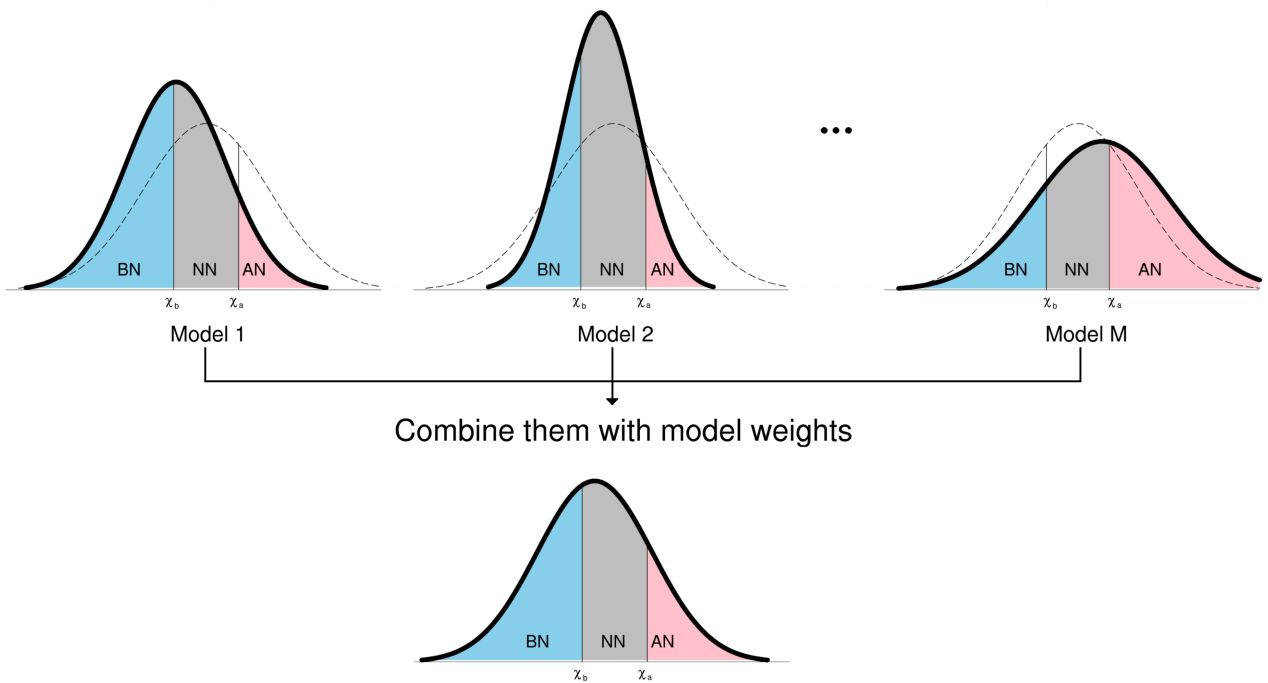 BN NN AN
χb χa
Model 1
BN NN AN
χb χa
Model 2
•••
BN NN AN
χb χa
Model M
Combine them with model weights
BN NN AN
χb χa